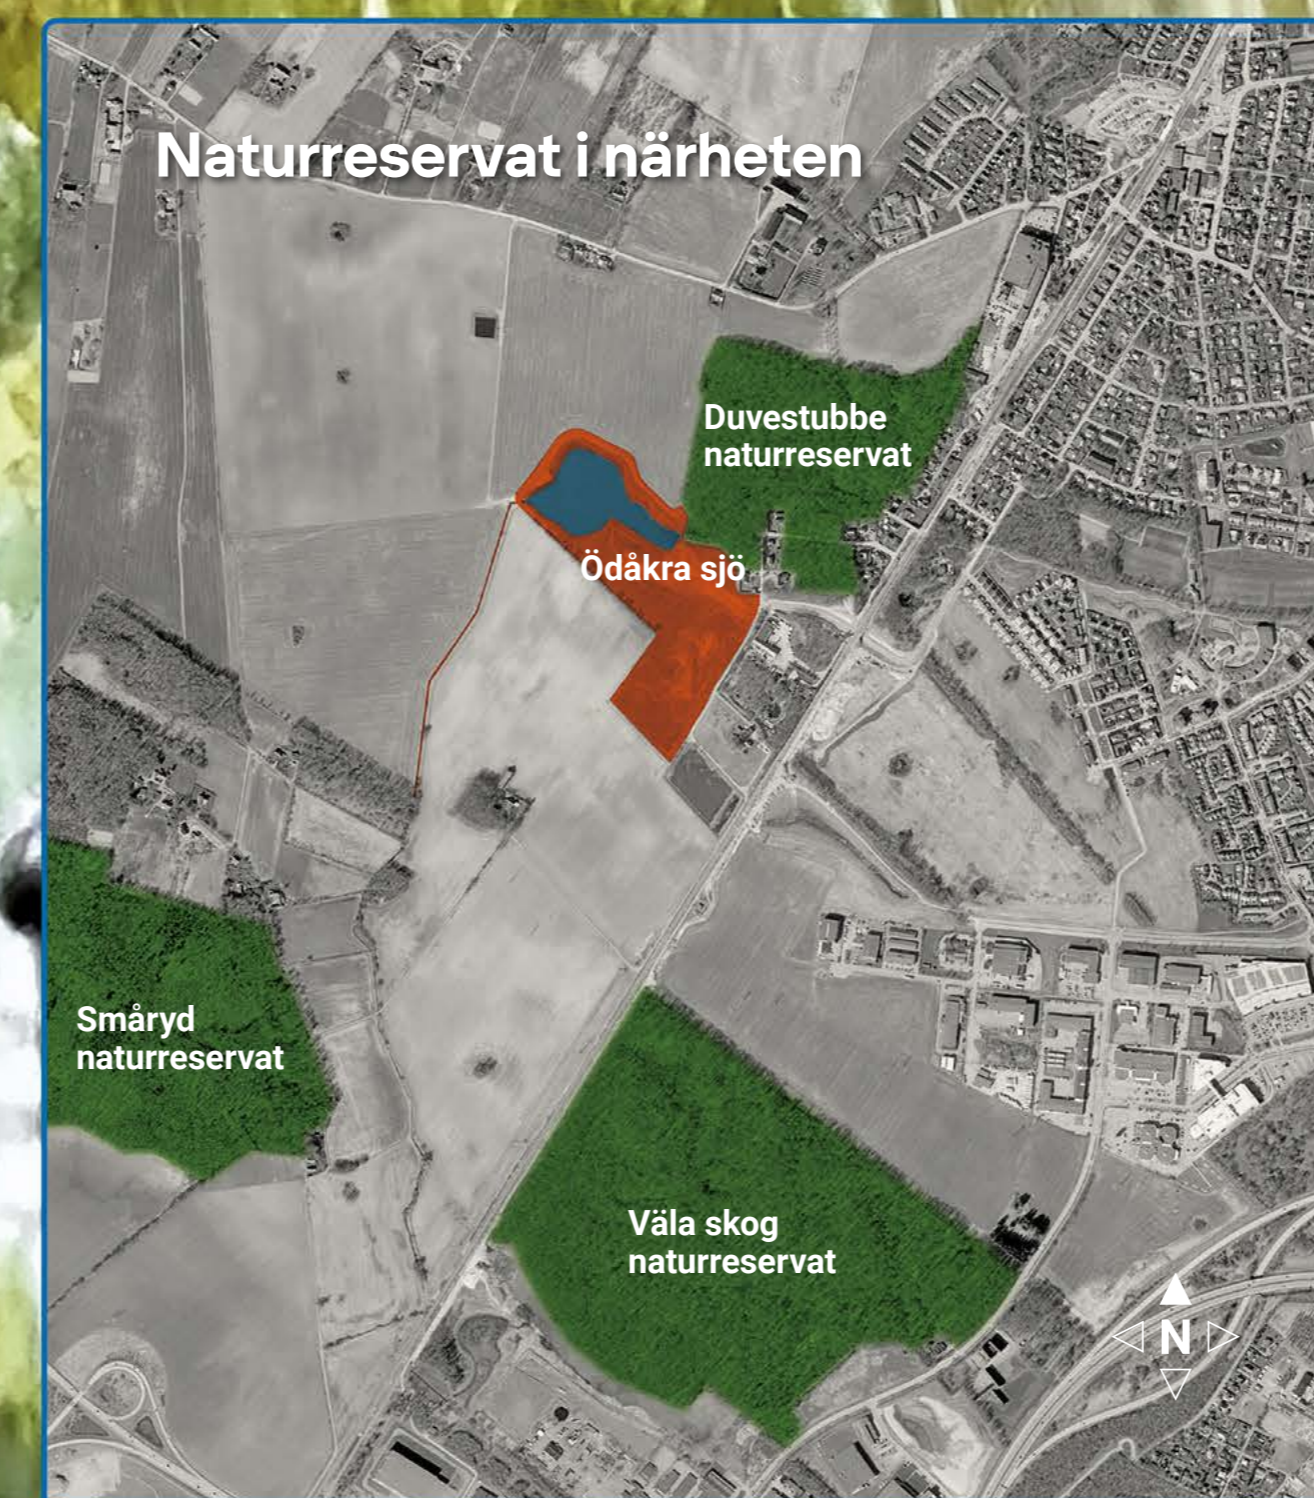 Naturreservat i närheten
Duvestubbe
naturreservat
Ödåkra sjö
Småryd
naturreservat
Väla skog
naturreservat
N